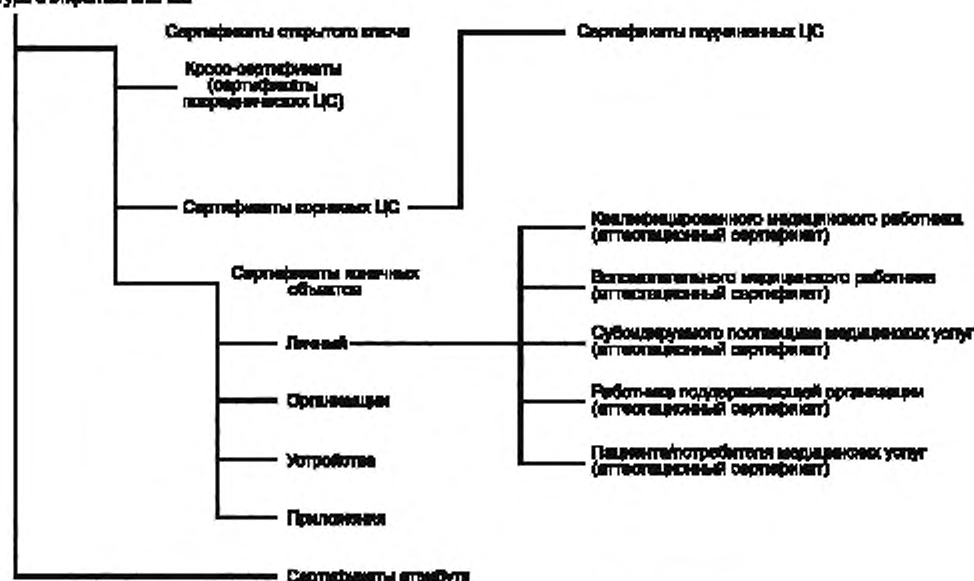 Сертификаты открытого ключа
Сертификаты подчиненных ЦС
Кросс-сертификаты
(сертификаты
посреднических ЦС)
Сертификаты корневых ЦС
Квалифицированного медицинского работника
(аттестационный сертификат)
Сертификаты конечных
объектов
Вспомогательного медицинского работника
(аттестационный сертификат)
Личный
Субсидируемого поставщика медицинских услуг
(аттестационный сертификат)
Организации
Работника поддерживающей организации
(аттестационный сертификат)
Устройства
Пациента/потребителя медицинских услуг
(аттестационный сертификат)
Приложения
Сертификаты атрибута